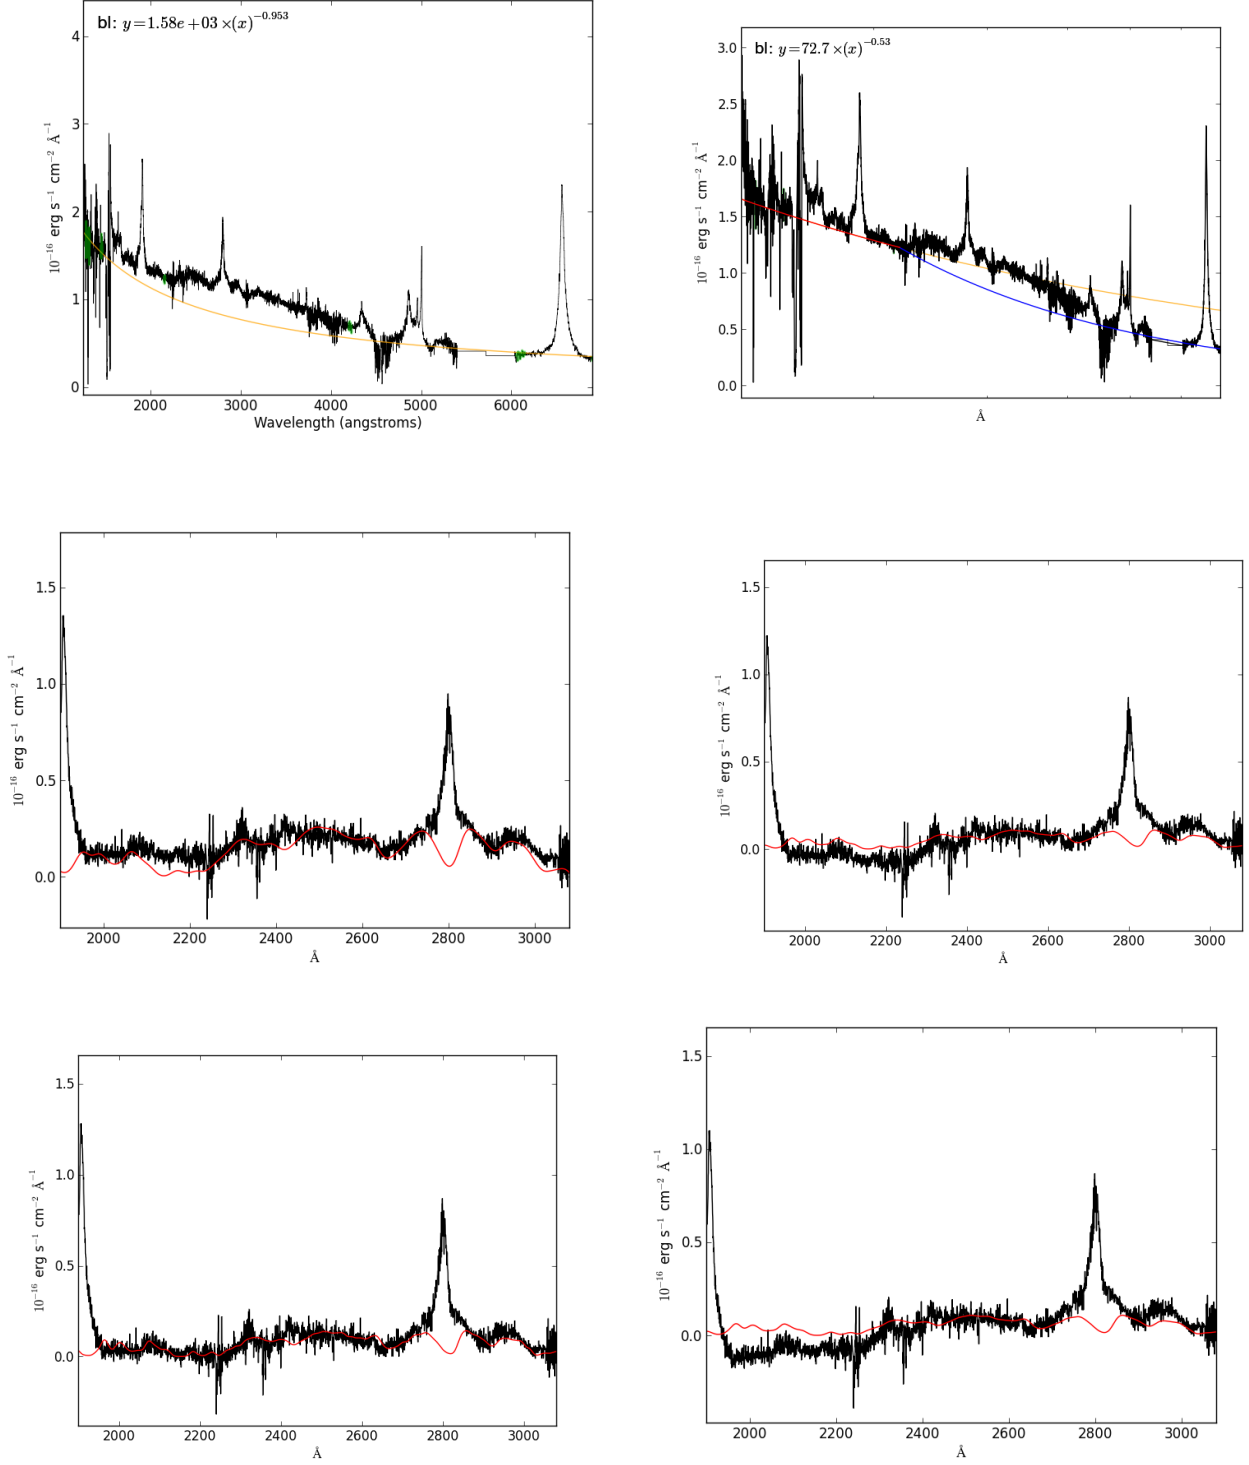 bl: y=1.58e+03×(x)^−0.953
4
3
2
1
0
10^−16 erg s^−1 cm^−2 Å^−1
2000 3000 4000 5000 6000
Wavelength (angstroms)
bl: y=72.7×(x)^−0.53
3.0
2.5
2.0
1.5
1.0
0.5
0.0
10^−16 erg s^−1 cm^−2 Å^−1
Å
1.5
1.0
0.5
0.0
10^−16 erg s^−1 cm^−2 Å^−1
2000 2200 2400 2600 2800 3000
Å
1.5
1.0
0.5
0.0
10^−16 erg s^−1 cm^−2 Å^−1
2000 2200 2400 2600 2800 3000
Å
1.5
1.0
0.5
0.0
10^−16 erg s^−1 cm^−2 Å^−1
2000 2200 2400 2600 2800 3000
Å
1.5
1.0
0.5
0.0
10^−16 erg s^−1 cm^−2 Å^−1
2000 2200 2400 2600 2800 3000
Å